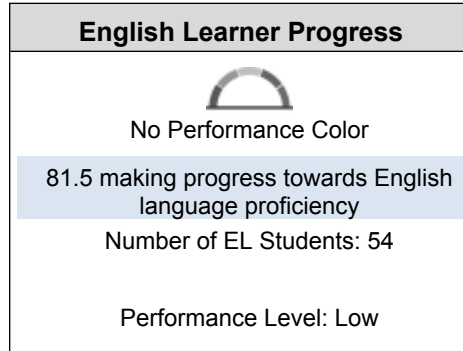 English Learner Progress
No Performance Color
81.5 making progress towards English
language proficiency
Number of EL Students: 54
Performance Level: Low